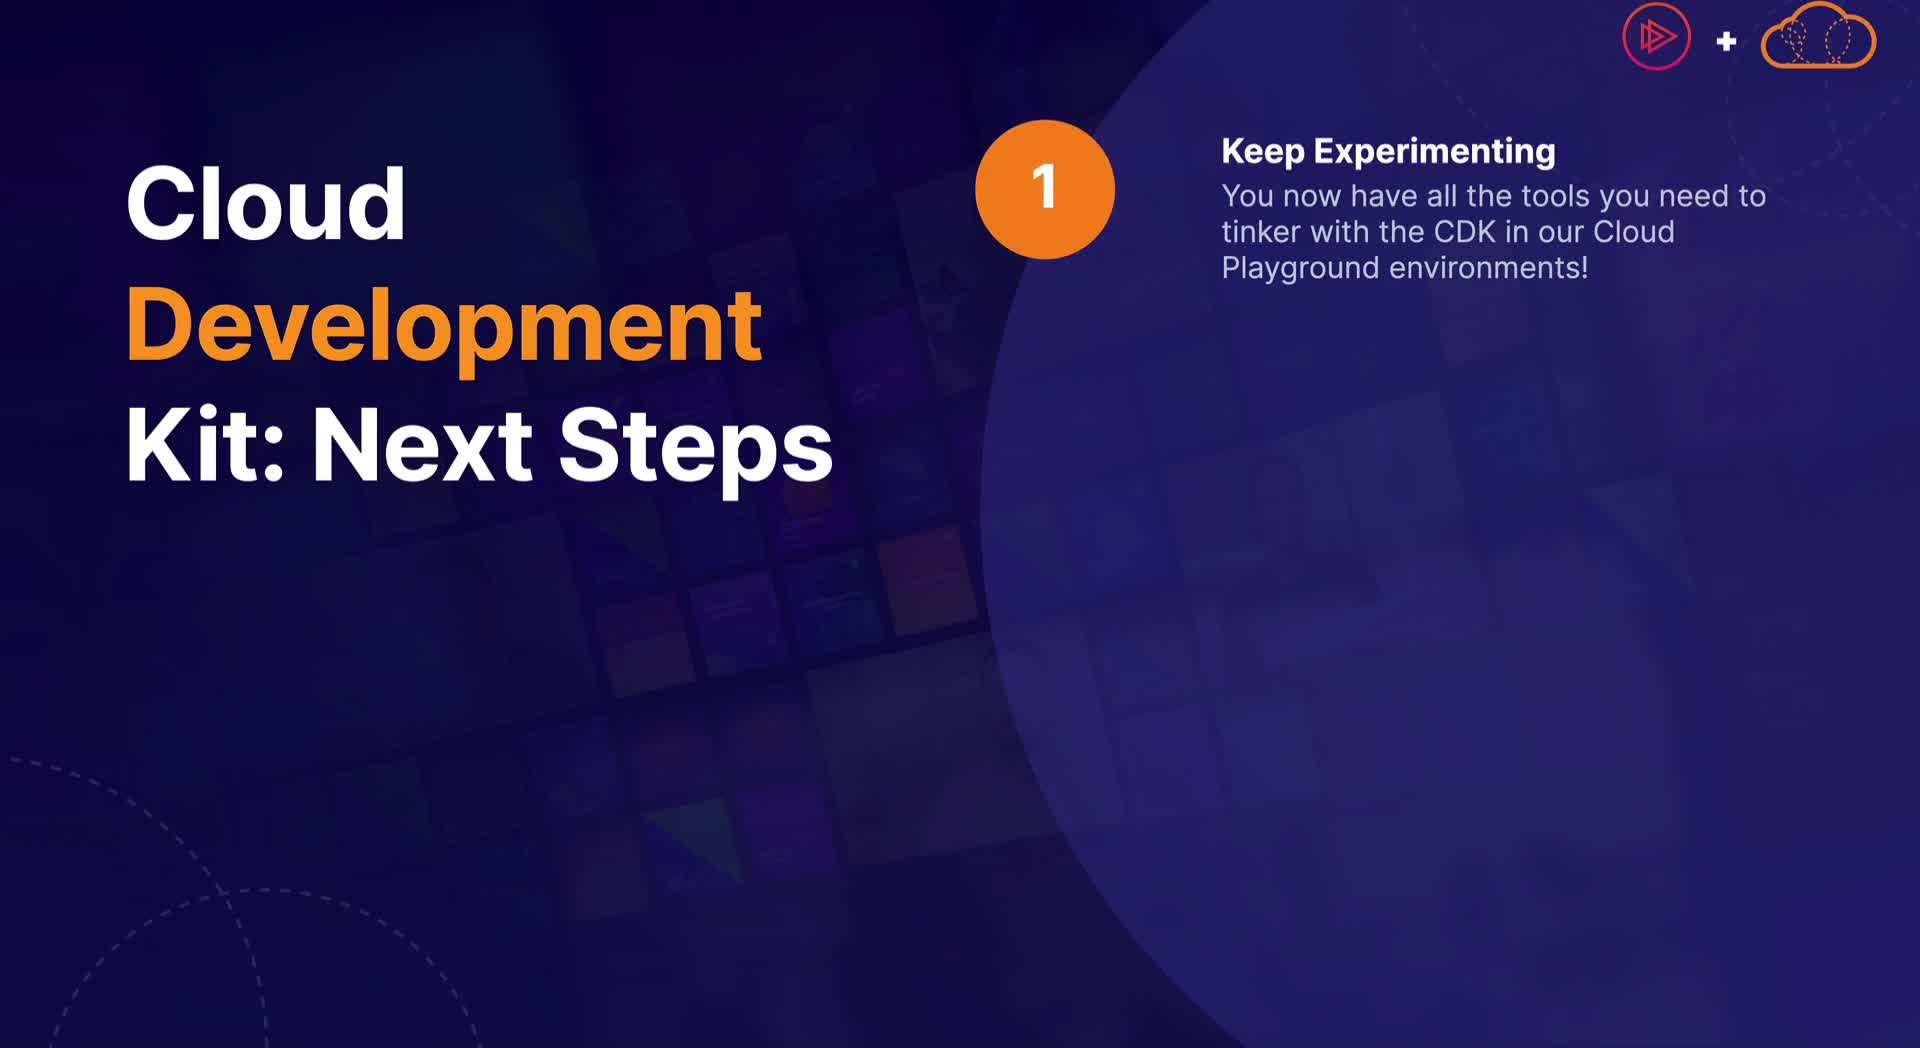 Cloud
Development
Kit: Next Steps
1
Keep Experimenting
You now have all the tools you need to
tinker with the CDK in our Cloud
Playground environments!